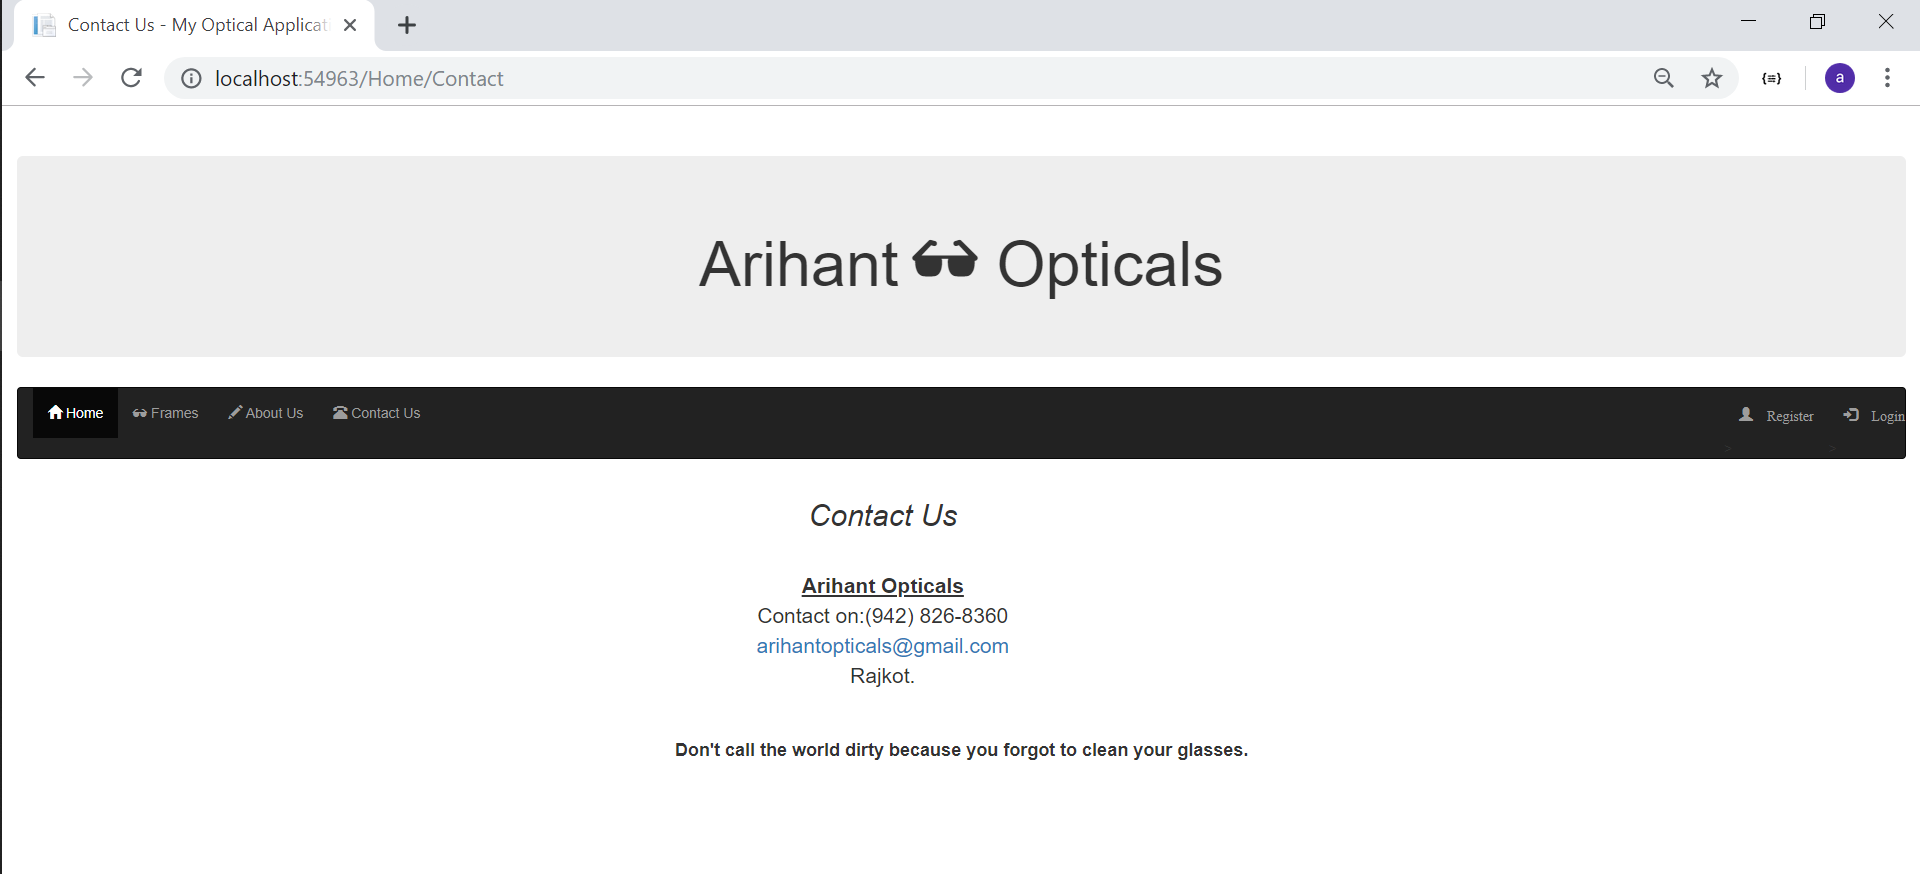 Contact Us - My Optical Applicat
localhost:54963/Home/Contact
a
Arihant Opticals
Home Frames About Us Contact Us Register Login
> >
Contact Us
Arihant Opticals
Contact on:(942) 826-8360
arihantopticals@gmail.com
Rajkot.
Don't call the world dirty because you forgot to clean your glasses.